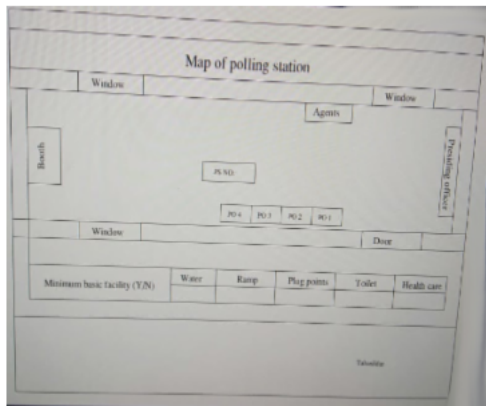 Map of polling station
Window
Window
Agents
Booth
Presiding officer
PS NO.
PO 4 PO 3 PO 2 PO 1
Window
Door
Minimum basic facility (Y/N) Water Ramp Plug points Toilet Health care